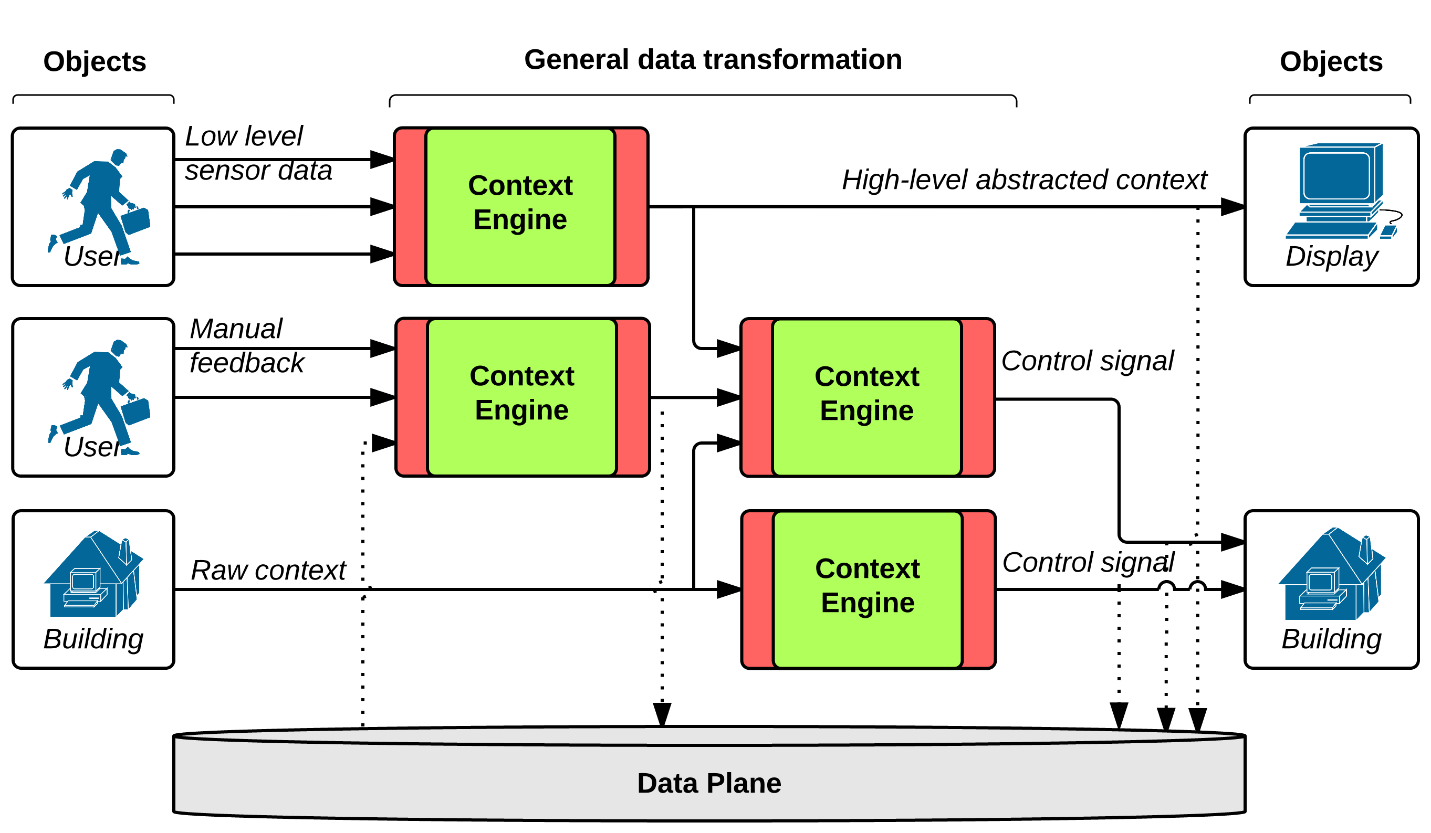 Objects
General data transformation
Objects
Low level
sensor data
Context
Engine
High-level abstracted context
User
Display
Manual
feedback
Context
Engine
Context
Engine
Control signal
User
Raw context
Context
Engine
Control signal
Building
Building
Data Plane